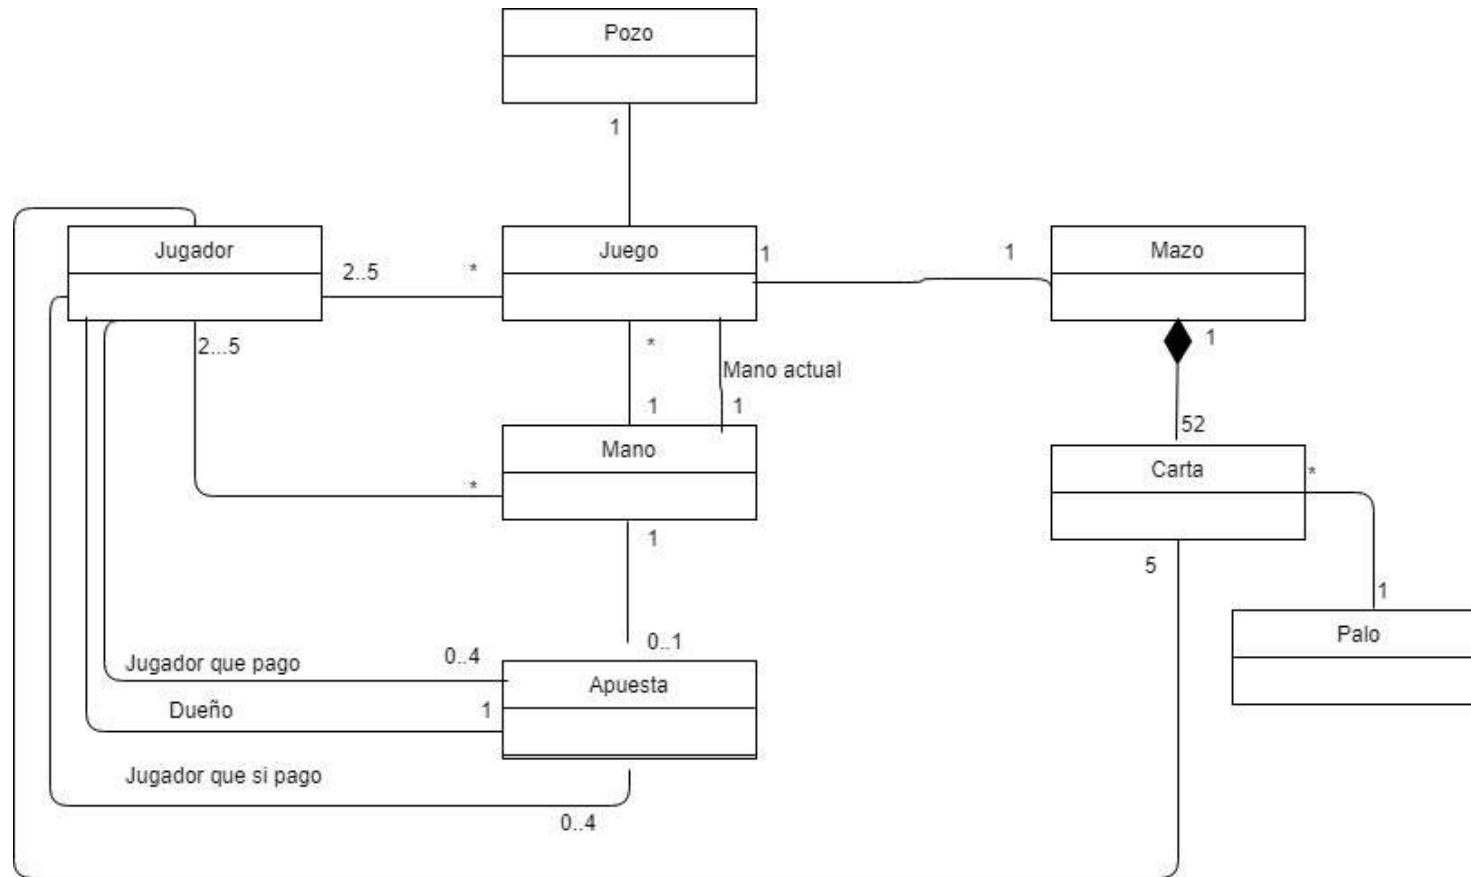 Pozo
1
Jugador
2..5
*
Juego
1
1
Mazo
2...5
*
Mano actual
1
1
1
52
Mano
Carta
*
*
1
5
1
0..1
Palo
Jugador que pago
0..4
Apuesta
Dueño
1
Jugador que si pago
0..4